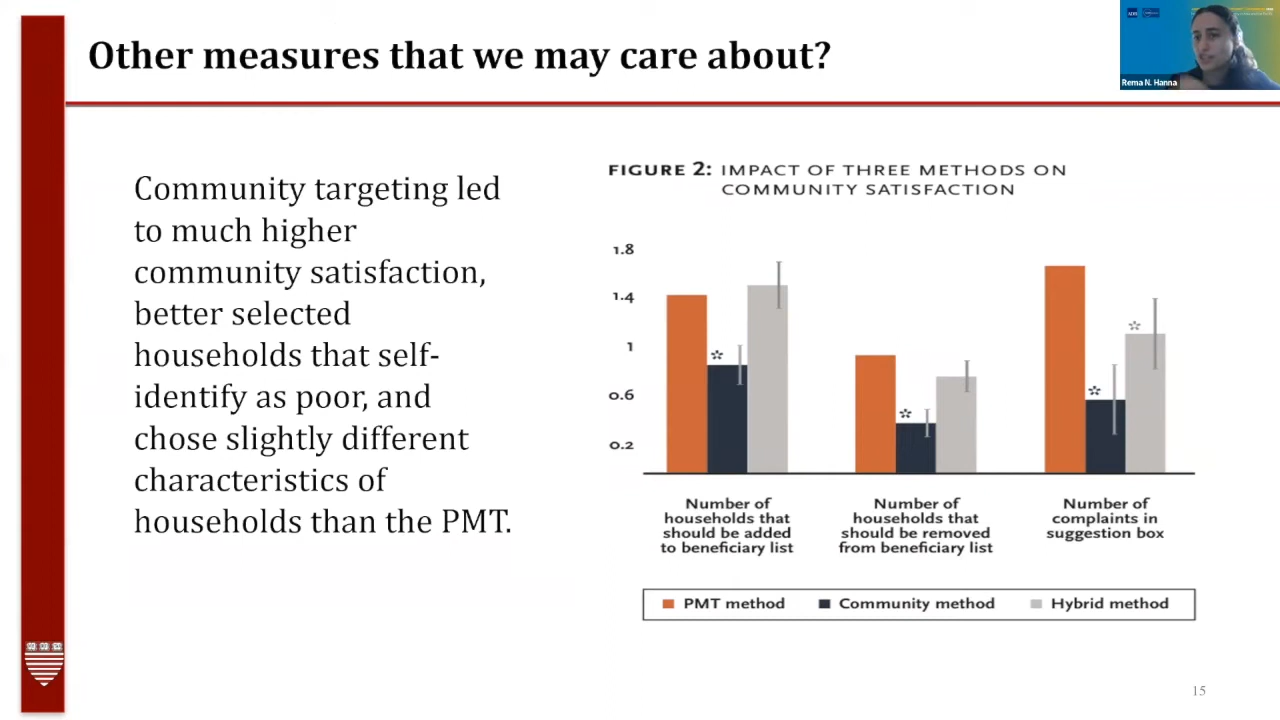 Other measures that we may care about?
Rema N. Hanna
Community targeting led
to much higher
community satisfaction,
better selected
households that self-
identify as poor, and
chose slightly different
characteristics of
households than the PMT.
FIGURE 2: IMPACT OF THREE METHODS ON
COMMUNITY SATISFACTION
1.8
1.4
1
0.6
0.2
Number of
households that
should be added
to beneficiary list
Number of
households that
should be removed
from beneficiary list
Number of
complaints in
suggestion box
PMT method
Community method
Hybrid method
15